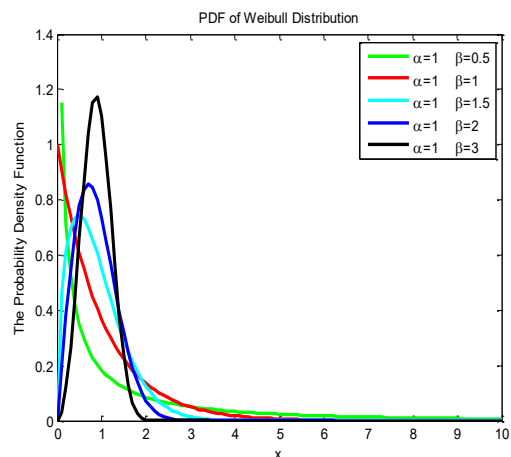 PDF of Weibull Distribution
The Probability Density Function
1.4
1.2
1
0.8
0.6
0.4
0.2
0
α=1 β=0.5
α=1 β=1
α=1 β=1.5
α=1 β=2
α=1 β=3
0 1 2 3 4 5 6 7 8 9 10
x